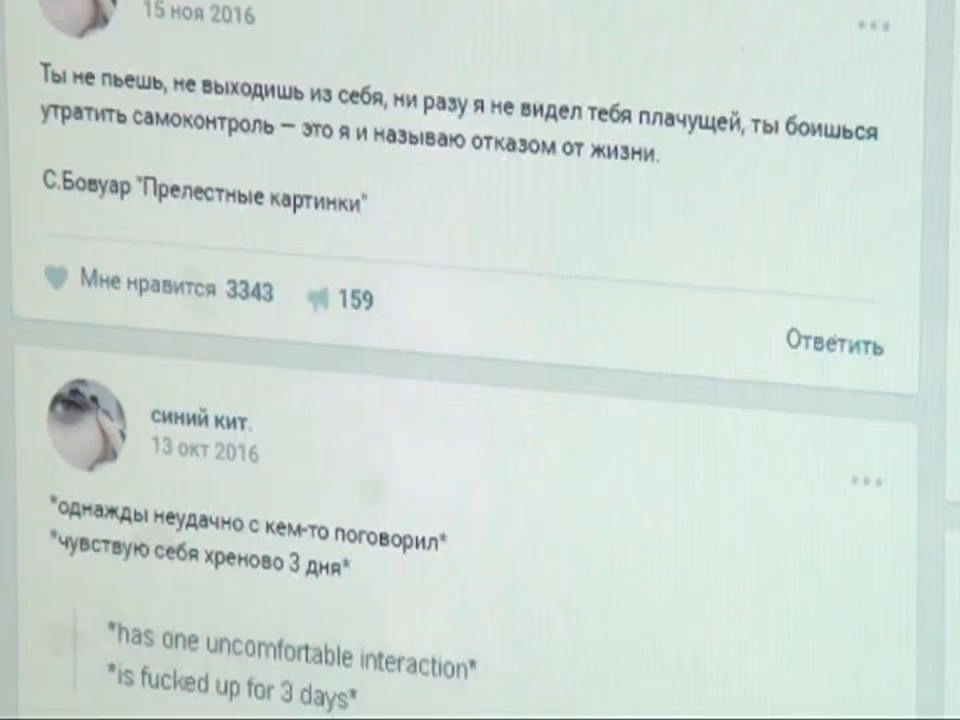 15 ноя 2016
Ты не пьешь, не выходишь из себя, ни разу я не видел тебя плачущей, ты боишься
утратить самоконтроль — это я и называю отказом от жизни.
С.Бовуар "Прелестные картинки"
Мне нравится 3343 159
Ответить
синий кит.
13 окт 2016
*однажды неудачно с кем-то поговорил*
*чувствую себя хреново 3 дня*
*has one uncomfortable interaction*
*is fucked up for 3 days*